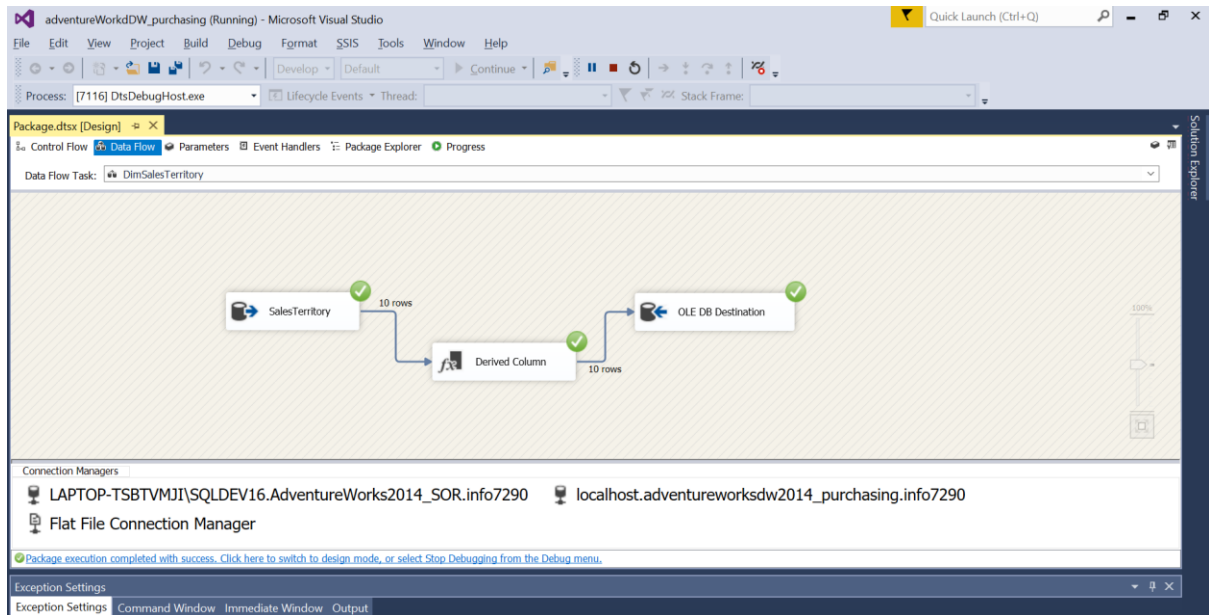 adventureWorkdDW_purchasing (Running) - Microsoft Visual Studio
Quick Launch (Ctrl+Q)
File Edit View Project Build Debug Format SSIS Tools Window Help
Develop Default Continue
Process: [7116] DtsDebugHost.exe Lifecycle Events Thread: Stack Frame:
Package.dtsx [Design]
Control Flow Data Flow Parameters Event Handlers Package Explorer Progress
Solution Explorer
Data Flow Task: DimSalesTerritory
SalesTerritory
10 rows
OLE DB Destination
100%
fx Derived Column
10 rows
Connection Managers
LAPTOP-TSBTVMJI\SQLDEV16.AdventureWorks2014_SOR.info7290 localhost.adventureworksdw2014_purchasing.info7290
Flat File Connection Manager
Package execution completed with success. Click here to switch to design mode, or select Stop Debugging from the Debug menu.
Exception Settings
Exception Settings Command Window Immediate Window Output